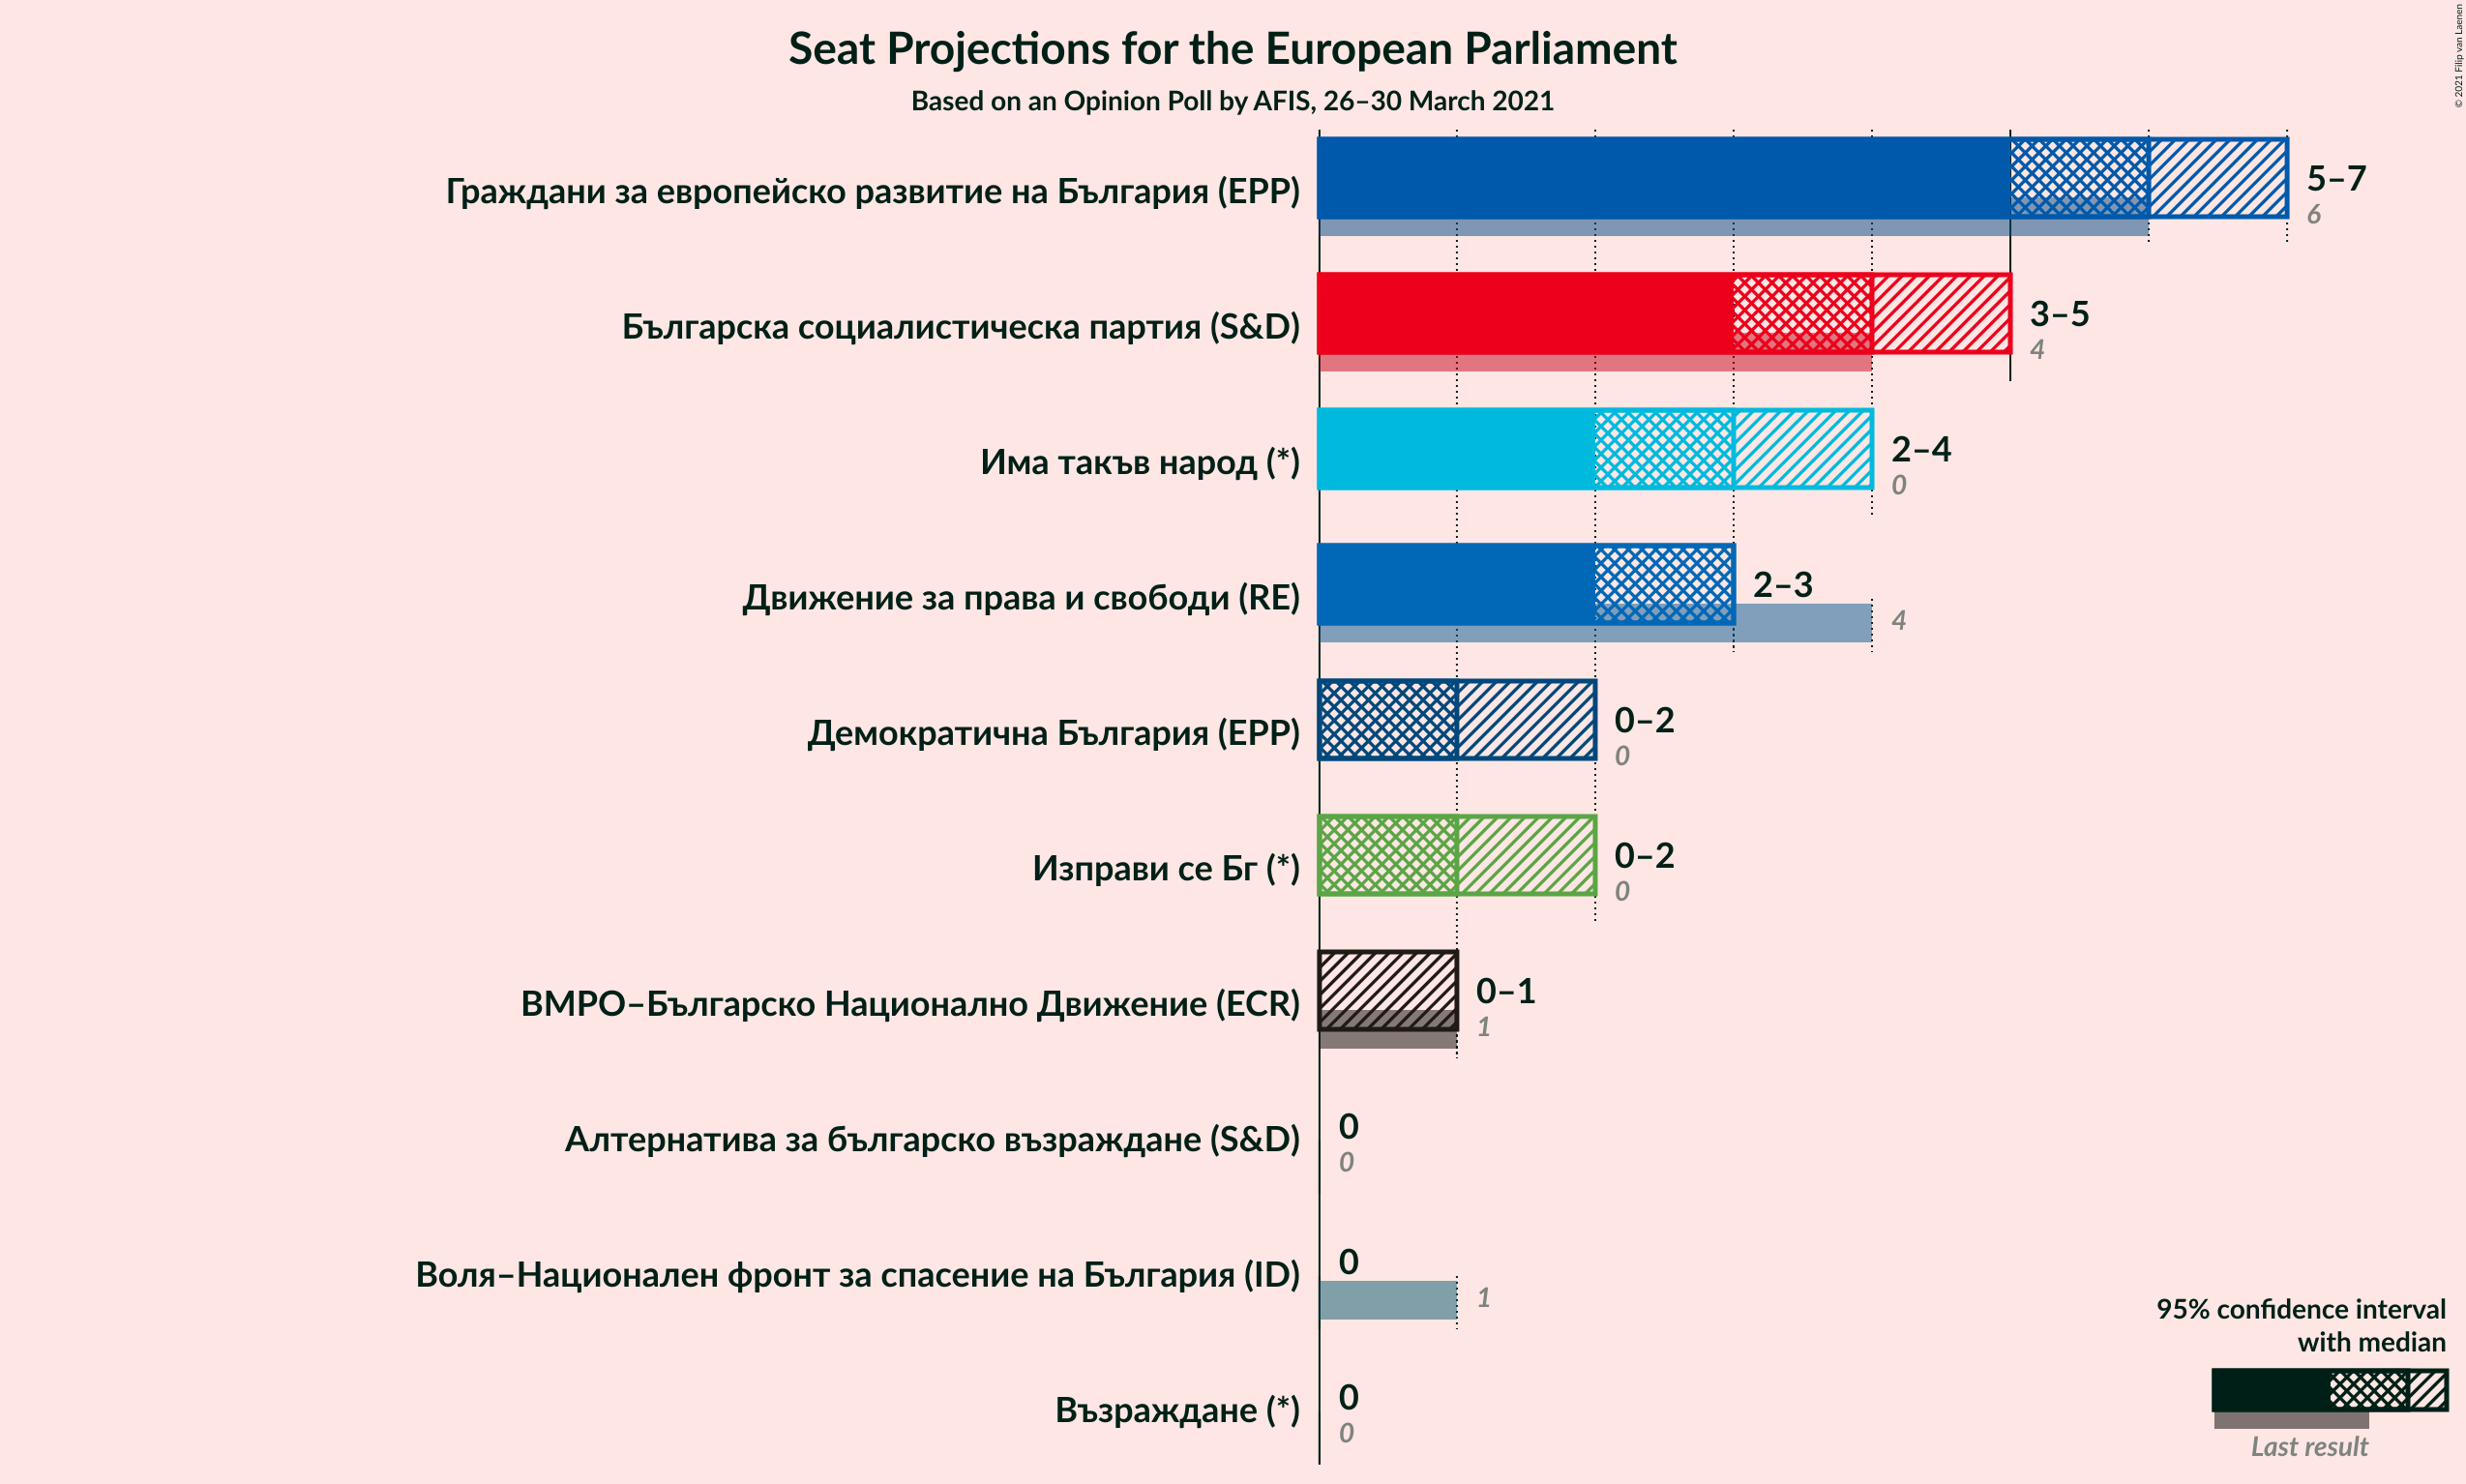 Seat Projections for the European Parliament
Based on an Opinion Poll by AFIS, 26–30 March 2021
© 2021 Filip van Laenen
Граждани за европейско развитие на България (EPP)
5–7
6
Българска социалистическа партия (S&D)
3–5
4
Има такъв народ (*)
2–4
0
Движение за права и свободи (RE)
2–3
4
Демократична България (EPP)
0–2
0
Изправи се Бг (*)
0–2
0
ВМРО–Българско Национално Движение (ECR)
0–1
1
Алтернатива за българско възраждане (S&D)
0
0
Воля–Национален фронт за спасение на България (ID)
0
1
Възраждане (*)
0
0
95% confidence interval
with median
Last result